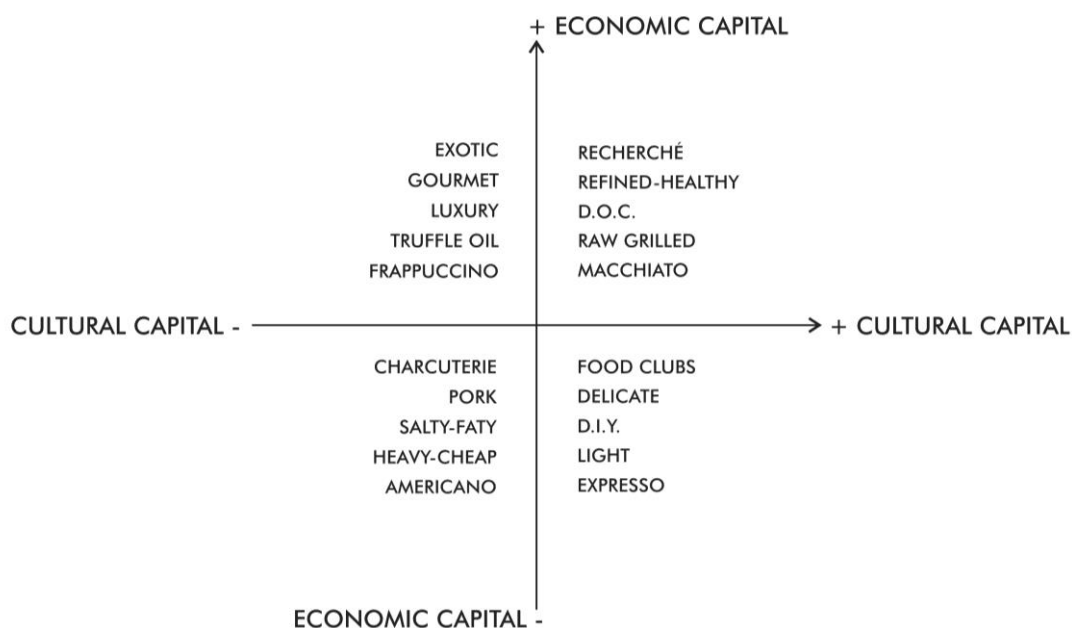 + ECONOMIC CAPITAL
EXOTIC
GOURMET
LUXURY
TRUFFLE OIL
FRAPPUCCINO
RECHERCHÉ
REFINED-HEALTHY
D.O.C.
RAW GRILLED
MACCHIATO
CULTURAL CAPITAL -
+ CULTURAL CAPITAL
CHARCUTERIE
PORK
SALTY-FATY
HEAVY-CHEAP
AMERICANO
FOOD CLUBS
DELICATE
D.I.Y.
LIGHT
EXPRESSO
ECONOMIC CAPITAL -